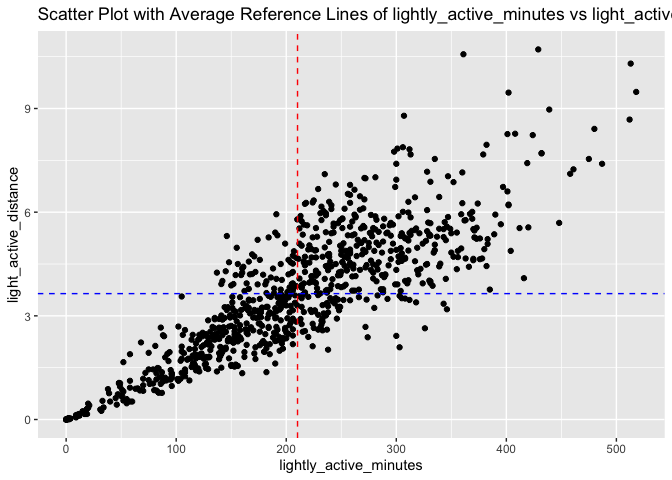 Scatter Plot with Average Reference Lines of lightly_active_minutes vs light_active
9
6
3
0
light_active_distance
0 100 200 300 400 500
lightly_active_minutes